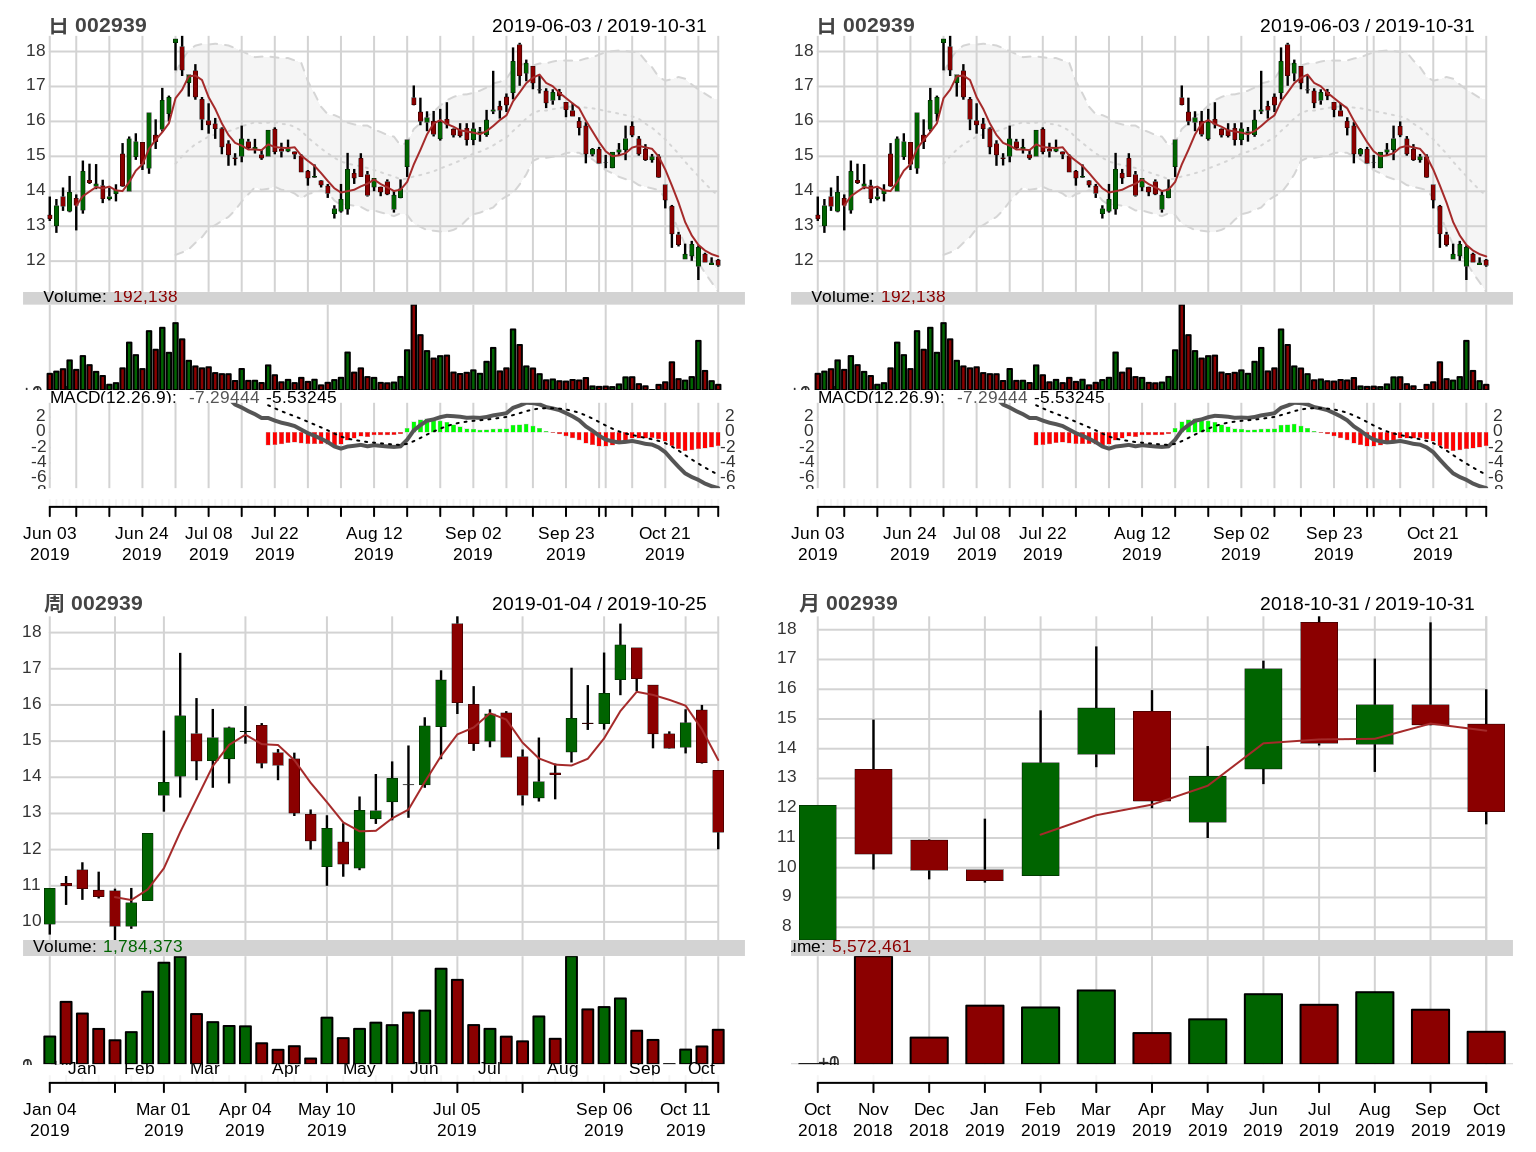 日 002939 2019-06-03 / 2019-10-31
18
17
16
15
14
13
12
Volume: 192,138
MACD(12,26,9): -7.29444 -5.53245
2 2
0 0
-2
-4
-6 -6
Jun 03 Jun 24 Jul 08 Jul 22 Aug 12 Sep 02 Sep 23 Oct 21
2019 2019 2019 2019 2019 2019 2019 2019
日 002939 2019-06-03 / 2019-10-31
18
17
16
15
14
13
12
Volume: 192,138
MACD(12,26,9): -7.29444 -5.53245
2 2
0 0
-2 -2
-4 -4
-6 -6
Jun 03 Jun 24 Jul 08 Jul 22 Aug 12 Sep 02 Sep 23 Oct 21
2019 2019 2019 2019 2019 2019 2019 2019
周 002939 2019-01-04 / 2019-10-25
18
17
16
15
14
13
12
11
10
Volume: 1,784,373
Jan Feb Mar Apr May Jun Jul Aug Sep Oct
Jan 04 Mar 01 Apr 04 May 10 Jul 05 Sep 06 Oct 11
2019 2019 2019 2019 2019 2019 2019
月 002939 2018-10-31 / 2019-10-31
18
17
16
15
14
13
12
11
10
9
8
ume: 5,572,461
Oct Nov Dec Jan Feb Mar Apr May Jun Jul Aug Sep Oct
2018 2018 2018 2019 2019 2019 2019 2019 2019 2019 2019 2019 2019